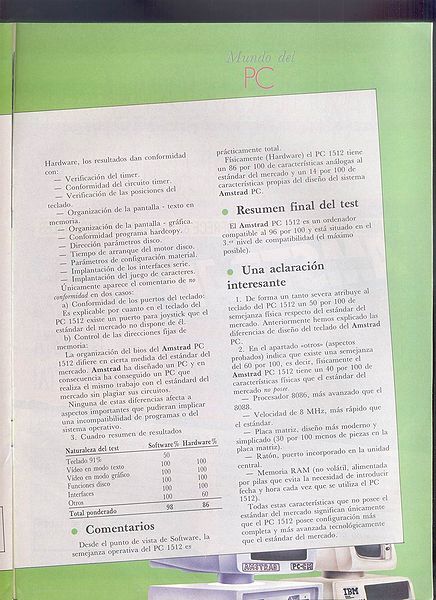 Mundo del
PC
Hardware, los resultados dan conformidad
con:
— Verificación del timer.
— Conformidad del circuito timer.
— Verificación de las posiciones del
teclado.
— Organización de la pantalla - texto en
memoria.
— Organización de la pantalla - gráfica.
— Conformidad programa hardcopy.
— Dirección parámetros disco.
— Tiempo de arranque del motor disco.
— Parámetros de configuración material.
— Implantación de los interfaces serie.
— Implantación del juego de caracteres.
Únicamente aparece el comentario de no
conformidad en dos casos:
a) Conformidad de los puertos del teclado:
Es explicable por cuanto en el teclado del
PC 1512 existe un puerto para joystick que el
estándar del mercado no dispone de él.
b) Control de las direcciones fijas de
memoria:
La organización del bios del Amstrad PC
1512 difiere en cierta medida del estándar del
mercado. Amstrad ha diseñado un PC y en
consecuencia ha conseguido un PC que
realiza el mismo trabajo con el estándard del
mercado sin plagiar sus circuitos.
Ninguna de estas diferencias afecta a
aspectos importantes que pudieran implicar
una incompatibilidad de programas o del
sistema operativo.
3. Cuadro resumen de resultados
Naturaleza del test Software % Hardware %
Teclado 91% 50
Vídeo en modo texto 100 100
Vídeo en modo gráfico 100 100
Funciones disco 100 100
Interfaces 100 60
Otros
Total ponderado 98 86
Comentarios
Desde el punto de vista de Software, la
semejanza operativa del PC 1512 es
prácticamente total.
Físicamente (Hardware) el PC 1512 tiene
un 86 por 100 de características análogas al
estándar del mercado y un 14 por 100 de
características propias del diseño del sistema
Amstrad PC.
Resumen final del test
El Amstrad PC 1512 es un ordenador
compatible al 96 por 100 y está situado en el
3.er nivel de compatibilidad (el máximo
posible).
Una aclaración
interesante
1. De forma un tanto severa atribuye al
teclado del PC 1512 un 50 por 100 de
semejanza física respecto del estándar del
mercado. Anteriormente hemos explicado las
diferencias de diseño del teclado del Amstrad
PC.
2. En el apartado «otros» (aspectos
probados) indica que existe una semejanza
del 60 por 100, es decir, físicamente el
Amstrad PC 1512 tiene un 40 por 100 de
características físicas que el estándar del
mercado no posee.
— Procesador 8086, más avanzado que el
8088.
— Velocidad de 8 MHz, más rápido que
el estándar.
— Placa matriz, diseño más moderno y
simplicado (30 por 100 menos de piezas en la
placa matriz).
— Ratón, puerto incorporado en la unidad
central.
— Memoria RAM (no volátil, alimentada
por pilas que evita la necesidad de introducir
fecha y hora cada vez que se utiliza el PC
1512).
Todas estas características que no posee el
estándar del mercado significan únicamente
que el PC 1512 posee configuración más
completa y más avanzada tecnológicamente
que el estándar del mercado.
AMSTRAD
IBM